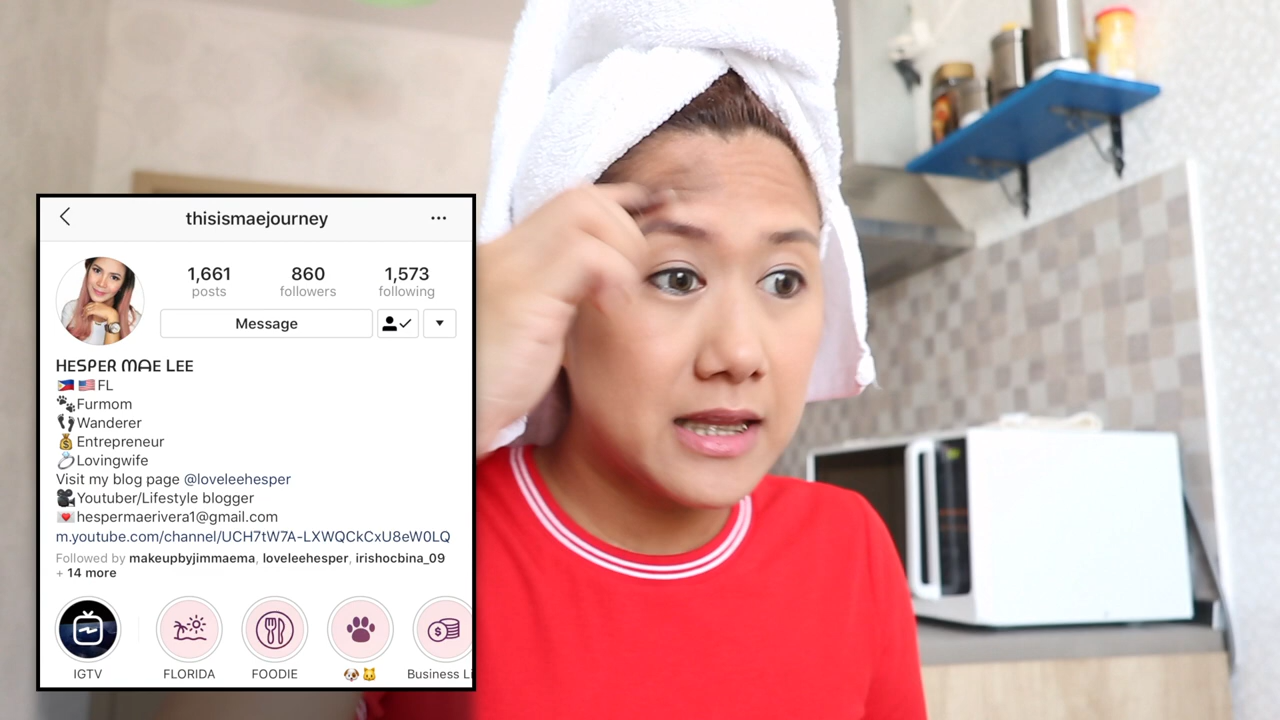 thisismaejourney
1,661 860 1,573
posts followers following
Message
HESPER MAE LEE
🇵🇭 🇺🇸FL
🐾Furmom
👣Wanderer
💰Entrepreneur
💍Lovingwife
Visit my blog page @loveleehesper
🎥Youtuber/Lifestyle blogger
💌hespermaerivera1@gmail.com
m.youtube.com/channel/UCH7tW7A-LXWQCkCxU8eW0LQ
Followed by makeupbyjimmaema, loveleehesper, irishocbina_09
+ 14 more
IGTV FLORIDA FOODIE 🐶🐱 Business Li